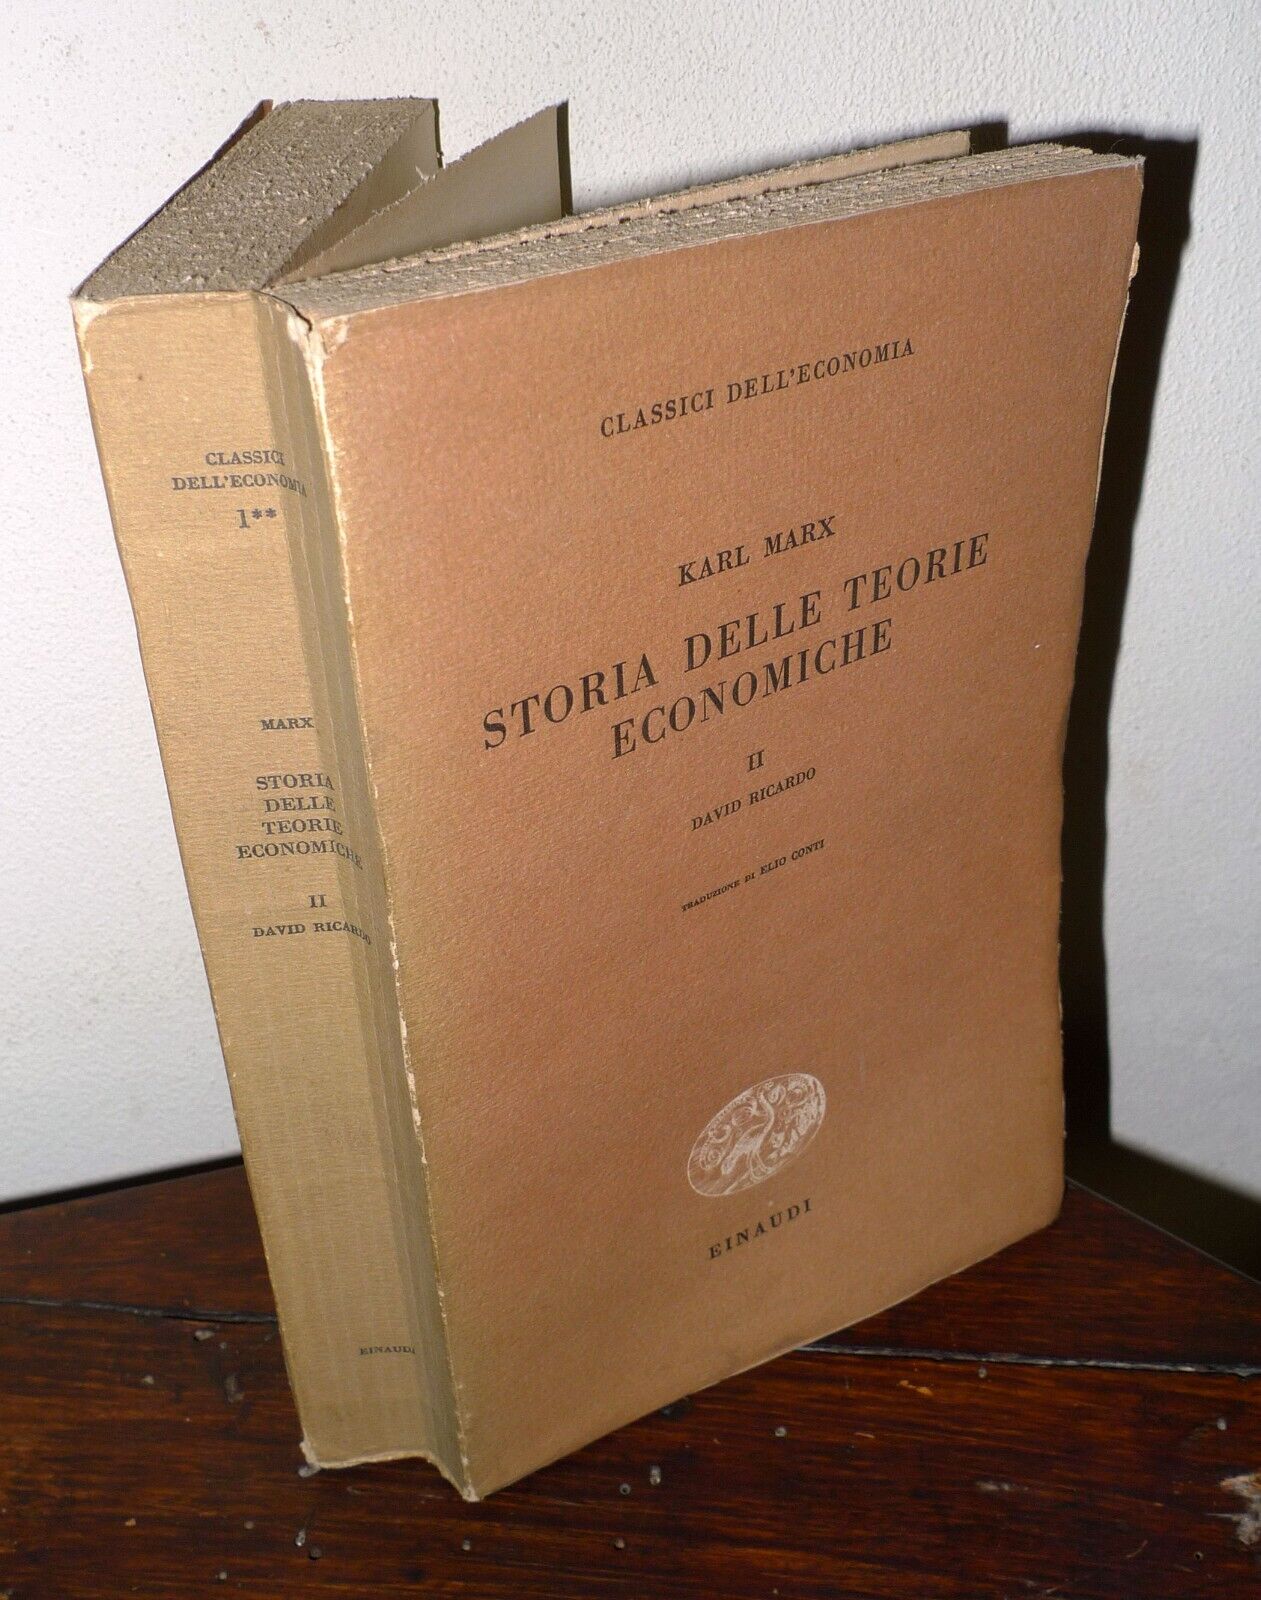 CLASSICI
DELL'ECONOMIA
1**
MARX
STORIA
DELLE
TEORIE
ECONOMICHE
II
DAVID RICARDO
EINAUDI
CLASSICI DELL'ECONOMIA
KARL MARX
STORIA DELLE TEORIE
ECONOMICHE
II
DAVID RICARDO
TRADUZIONE DI ELIO CONTI
EINAUDI